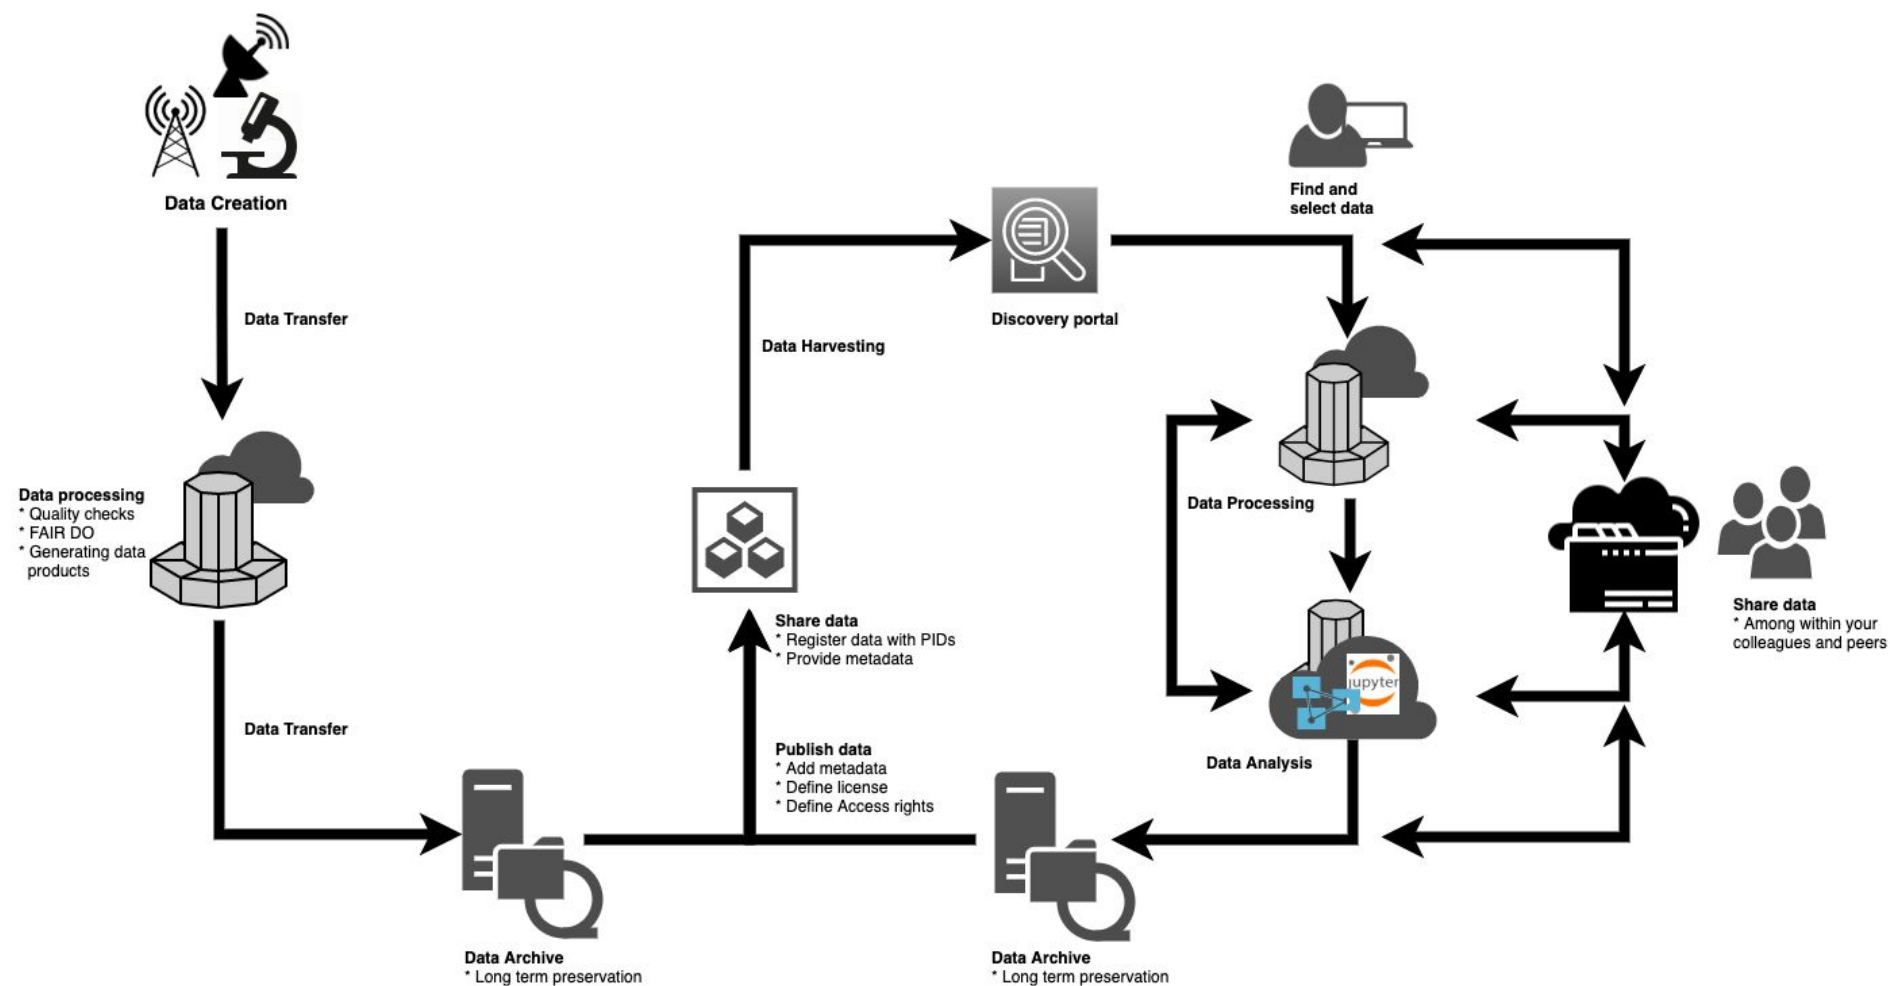 Data Creation
Find and
select data
Data Transfer
Discovery portal
Data Harvesting
Data processing
* Quality checks
* FAIR DO
* Generating data
products
Data Processing
Share data
* Register data with PIDs
* Provide metadata
Share data
* Among within your
colleagues and peers
jupyter
Data Transfer
Publish data
* Add metadata
* Define license
* Define Access rights
Data Analysis
Data Archive
* Long term preservation
Data Archive
* Long term preservation